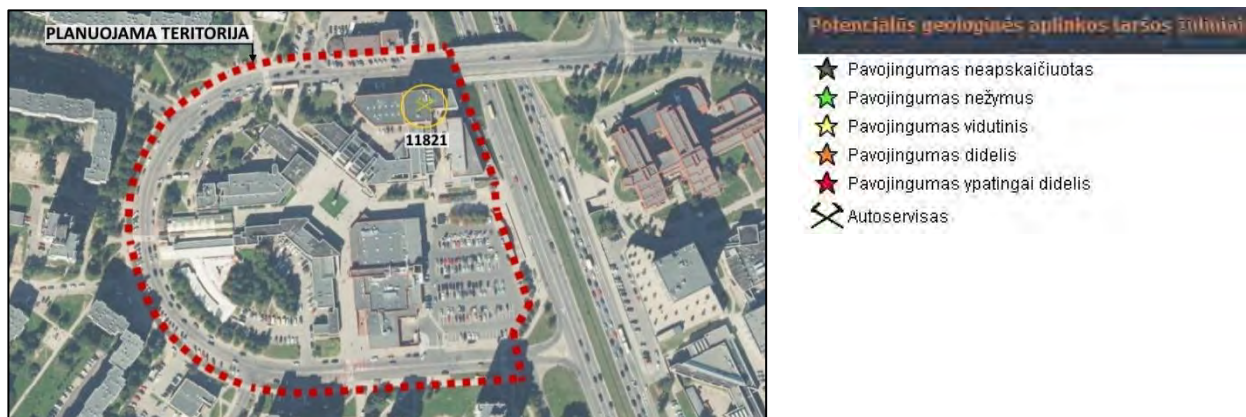 PLANUOJAMA TERITORIJA
11821
Potencialūs geologinės aplinkos taršos židiniai
Pavojingumas neapskaičiuotas
Pavojingumas nežymus
Pavojingumas vidutinis
Pavojingumas didelis
Pavojingumas ypatingai didelis
Autoservisas